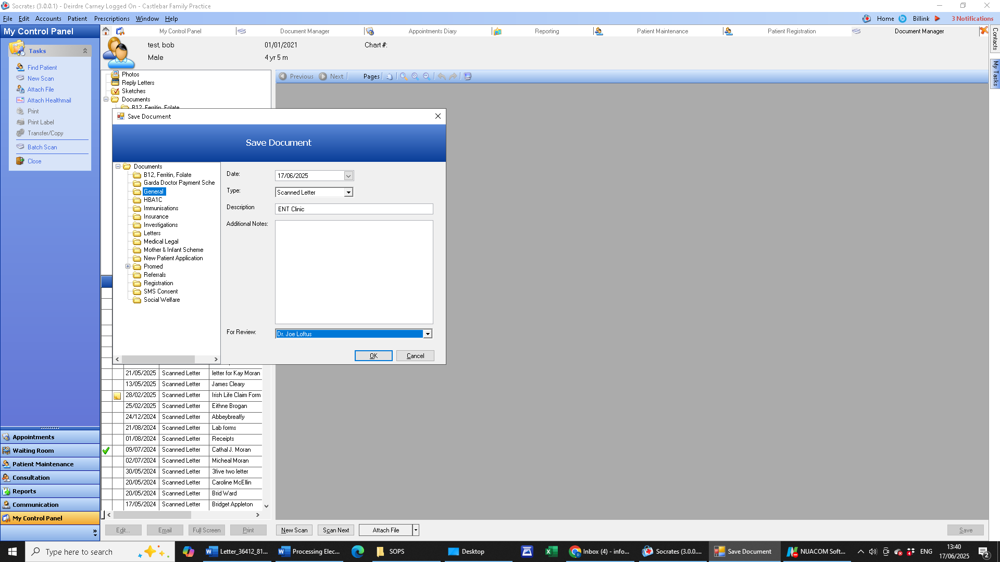 Socrates (3.0.0.1) - Deirdre Carney Logged On - Castlebar Family Practice
File Edit Accounts Patient Prescriptions Window Help
Home Billink 3 Notifications
My Control Panel
My Control Panel Document Manager Appointments Diary Reporting Patient Maintenance Patient Registration Document Manager
Contacts
My Tasks
Tasks
Find Patient
New Scan
Attach File
Attach Healthmail
Print
Print Label
Transfer/Copy
Batch Scan
Close
test, bob 01/01/2021 Chart #:
Male 4 yr 5 m
Photos
Reply Letters
Sketches
Documents
B12, Ferritin, Folate
Previous Next Pages
Save Document
Save Document
Documents
B12, Ferritin, Folate
Garda Doctor Payment Sche
General
HBA1C
Immunisations
Insurance
Investigations
Letters
Medical Legal
Mother & Infant Scheme
New Patient Application
Promed
Referrals
Registration
SMS Consent
Social Welfare
Date: 17/06/2025
Type: Scanned Letter
Description ENT Clinic
Additional Notes:
For Review: Dr. Joe Loftus
OK Cancel
21/05/2025 Scanned Letter letter for Kay Moran
13/05/2025 Scanned Letter James Cleary
28/02/2025 Scanned Letter Irish Life Claim Form
25/02/2025 Scanned Letter Eithne Brogan
24/12/2024 Scanned Letter Abbeybreaffy
21/08/2024 Scanned Letter Lab forms
01/08/2024 Scanned Letter Receipts
09/07/2024 Scanned Letter Cathal J. Moran
02/07/2024 Scanned Letter Micheal Moran
30/05/2024 Scanned Letter 3five two letter
20/05/2024 Scanned Letter Caroline McEllin
20/05/2024 Scanned Letter Brid Ward
17/05/2024 Scanned Letter Bridget Appleton
Appointments
Waiting Room
Patient Maintenance
Consultation
Reports
Communication
My Control Panel
Edit... Email Full Screen Print New Scan Scan Next Attach File Save
Type here to search
Letter_36412_81... Processing Elec... SOPS Desktop Inbox (4) - info... Socrates (3.0.0.... Save Document NUACOM Soft... ENG
13:40
17/06/2025
2